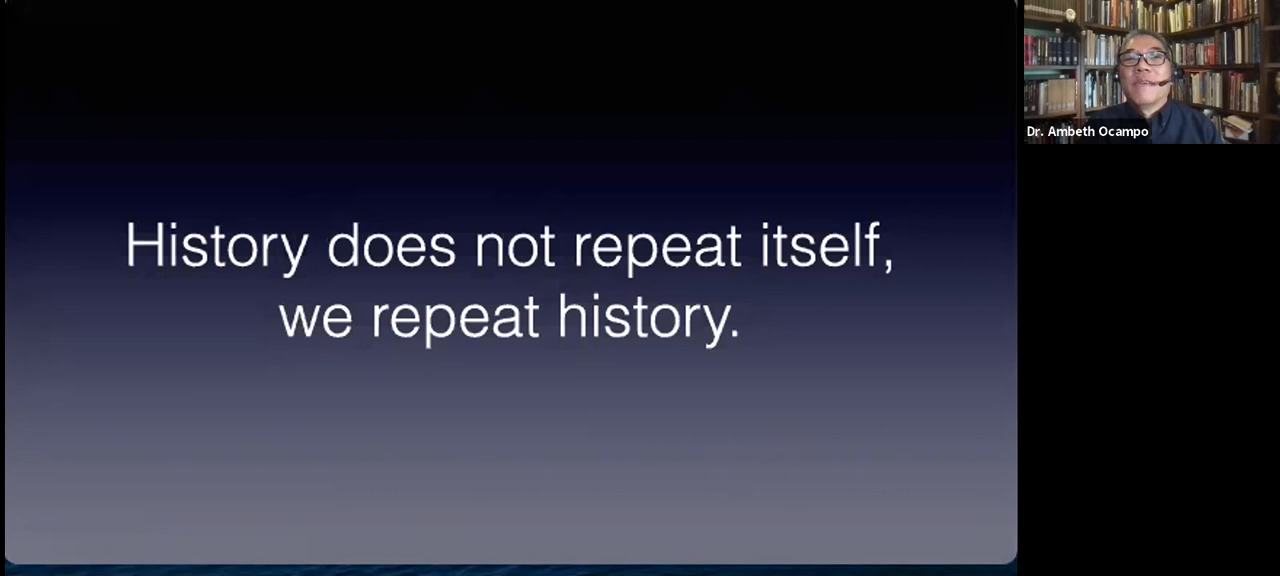 History does not repeat itself,
we repeat history.
Dr. Ambeth Ocampo